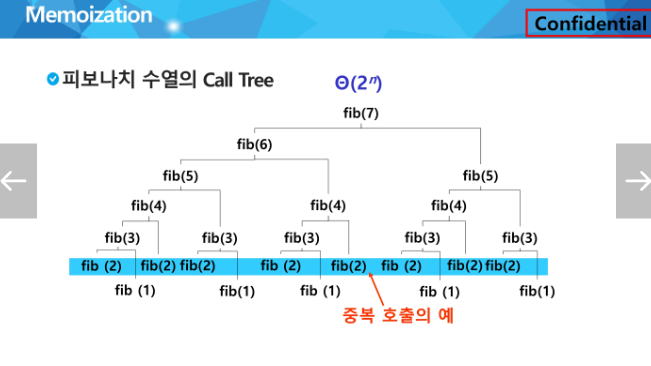 Memoization
Confidential
피보나치 수열의 Call Tree
Θ(2ⁿ)
fib(7)
fib(6)
fib(5) fib(5)
fib(4) fib(4) fib(4)
fib(3) fib(3) fib(3) fib(3) fib(3)
fib (2) fib(2) fib(2) fib (2) fib(2) fib (2) fib(2) fib(2)
fib (1) fib(1) fib (1) fib (1) fib(1)
중복 호출의 예